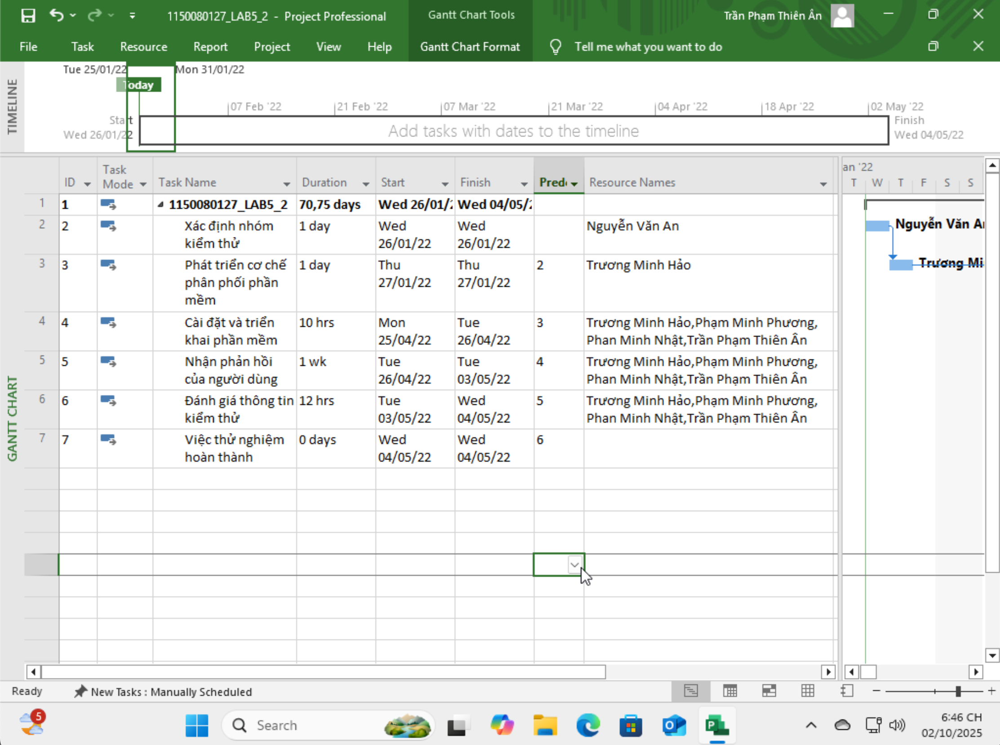 1150080127_LAB5_2 - Project Professional
Gantt Chart Tools
Trần Phạm Thiên Ân
File Task Resource Report Project View Help Gantt Chart Format Tell me what you want to do
TIMELINE
Tue 25/01/22 Mon 31/01/22
Today
07 Feb '22 21 Feb '22 07 Mar '22 21 Mar '22 04 Apr '22 18 Apr '22 02 May '22
Start
Wed 26/01/22
Add tasks with dates to the timeline
Finish
Wed 04/05/22
GANTT CHART
ID Task Mode Task Name Duration Start Finish Pred Resource Names
an '22
T W T F S S
1 1 1150080127_LAB5_2 70,75 days Wed 26/01/ Wed 04/05/
2 2 Xác định nhóm 1 day Wed Wed Nguyễn Văn An
kiểm thử 26/01/22 26/01/22
3 3 Phát triển cơ chế 1 day Thu Thu 2 Trương Minh Hảo
phân phối phần 27/01/22 27/01/22
mềm
4 4 Cài đặt và triển 10 hrs Mon Tue 3 Trương Minh Hảo,Phạm Minh Phương,
khai phần mềm 25/04/22 26/04/22 Phan Minh Nhật,Trần Phạm Thiên Ân
5 5 Nhận phản hồi 1 wk Tue Tue 4 Trương Minh Hảo,Phạm Minh Phương,
của người dùng 26/04/22 03/05/22 Phan Minh Nhật,Trần Phạm Thiên Ân
6 6 Đánh giá thông tin 12 hrs Tue Wed 5 Trương Minh Hảo,Phạm Minh Phương,
kiểm thử 03/05/22 04/05/22 Phan Minh Nhật,Trần Phạm Thiên Ân
7 7 Việc thử nghiệm 0 days Wed Wed 6
hoàn thành 04/05/22 04/05/22
Nguyễn Văn A
Trương Mi
Ready New Tasks : Manually Scheduled
5
Search
6:46 CH
02/10/2025